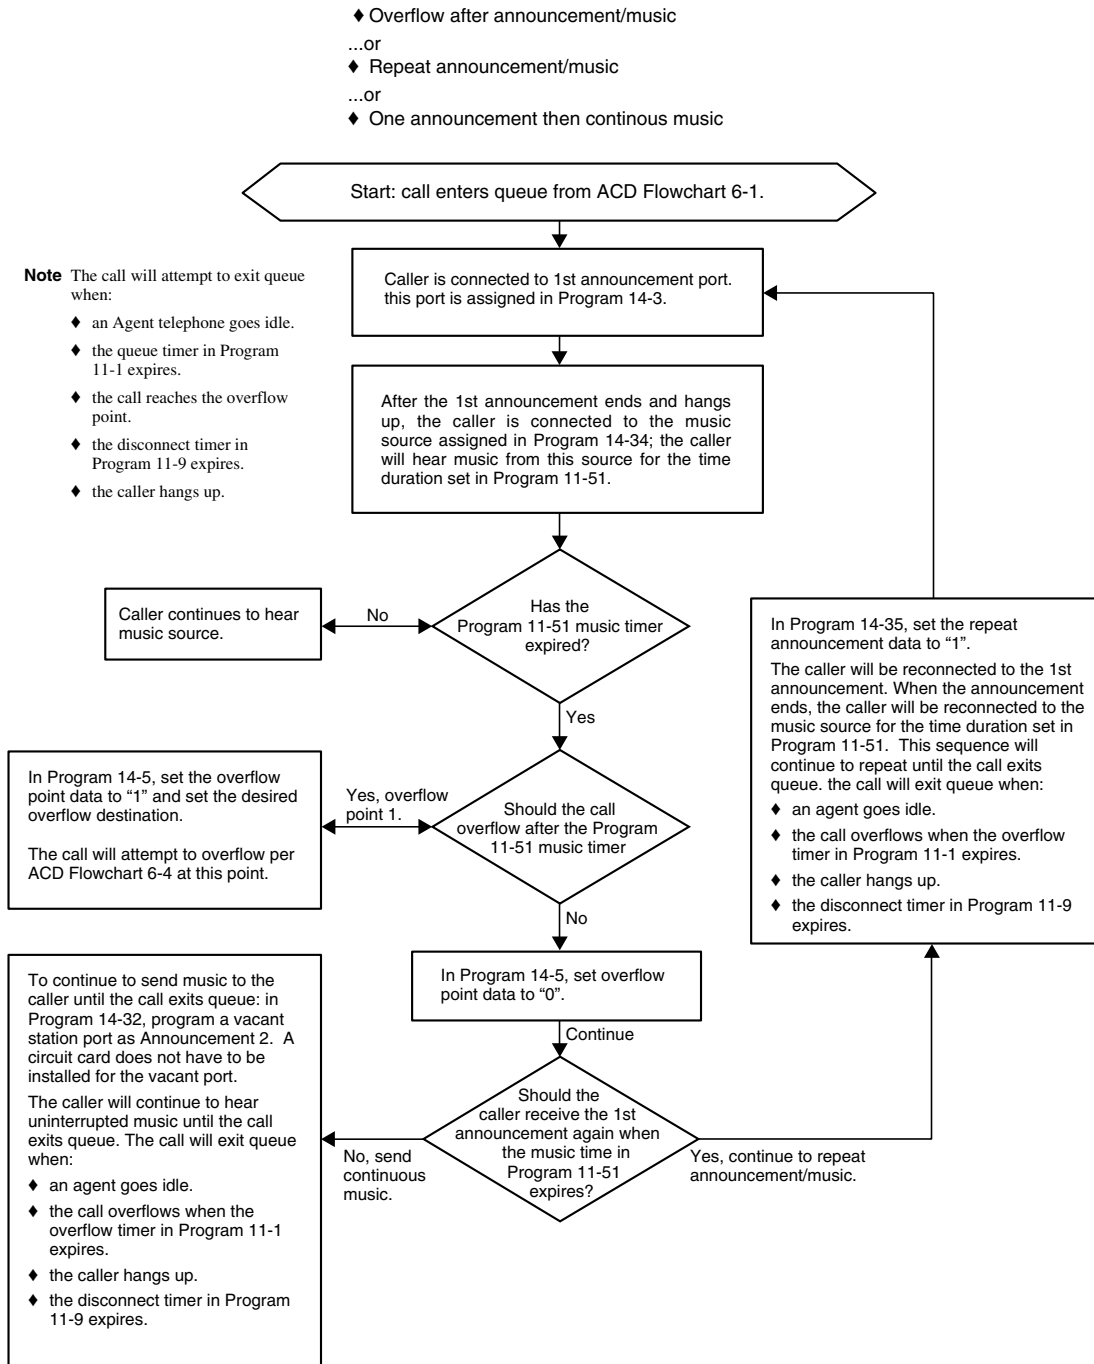 ♦ Overflow after announcement/music
...or
♦ Repeat announcement/music
...or
♦ One announcement then continous music
Start: call enters queue from ACD Flowchart 6-1.
Note The call will attempt to exit queue
when:
♦ an Agent telephone goes idle.
♦ the queue timer in Program
11-1 expires.
♦ the call reaches the overflow
point.
♦ the disconnect timer in
Program 11-9 expires.
♦ the caller hangs up.
Caller is connected to 1st announcement port.
this port is assigned in Program 14-3.
After the 1st announcement ends and hangs
up, the caller is connected to the music
source assigned in Program 14-34; the caller
will hear music from this source for the time
duration set in Program 11-51.
Has the
Program 11-51 music timer
expired?
No
Caller continues to hear
music source.
Yes
Should the call
overflow after the Program
11-51 music timer
Yes, overflow
point 1.
In Program 14-5, set the overflow
point data to “1” and set the desired
overflow destination.
The call will attempt to overflow per
ACD Flowchart 6-4 at this point.
No
In Program 14-5, set overflow
point data to “0”.
Continue
Should the
caller receive the 1st
announcement again when
the music time in
Program 11-51
expires?
No, send
continuous
music.
Yes, continue to repeat
announcement/music.
To continue to send music to the
caller until the call exits queue: in
Program 14-32, program a vacant
station port as Announcement 2. A
circuit card does not have to be
installed for the vacant port.
The caller will continue to hear
uninterrupted music until the call
exits queue. The call will exit queue
when:
♦ an agent goes idle.
♦ the call overflows when the
overflow timer in Program 11-1
expires.
♦ the caller hangs up.
♦ the disconnect timer in Program
11-9 expires.
In Program 14-35, set the repeat
announcement data to “1”.
The caller will be reconnected to the 1st
announcement. When the announcement
ends, the caller will be reconnected to the
music source for the time duration set in
Program 11-51. This sequence will
continue to repeat until the call exits
queue. the call will exit queue when:
♦ an agent goes idle.
♦ the call overflows when the overflow
timer in Program 11-1 expires.
♦ the caller hangs up.
♦ the disconnect timer in Program 11-9
expires.